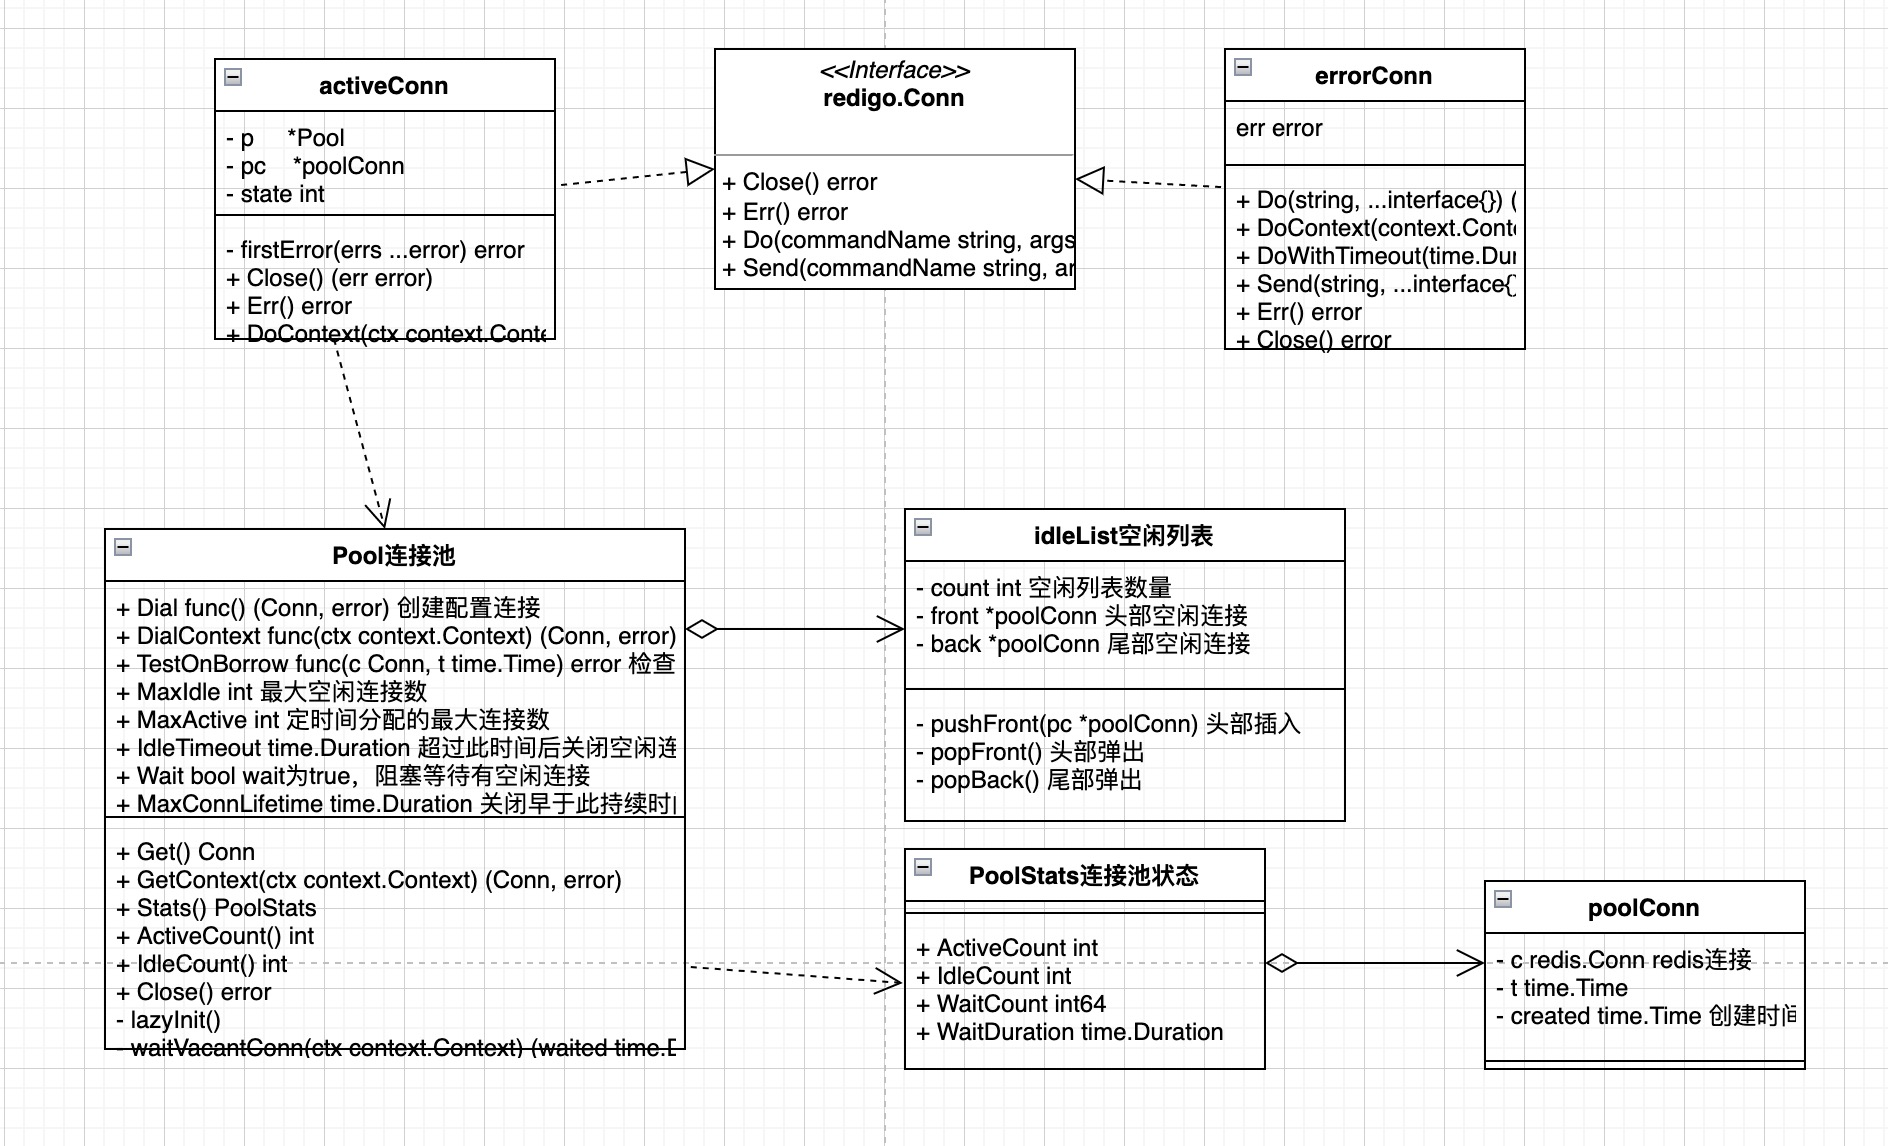 activeConn
- p *Pool
- pc *poolConn
- state int
- firstError(errs ...error) error
+ Close() (err error)
+ Err() error
+ DoContext(ctx context.Conte
<<Interface>>
redigo.Conn
+ Close() error
+ Err() error
+ Do(commandName string, args
+ Send(commandName string, ar
errorConn
err error
+ Do(string, ...interface{}) (
+ DoContext(context.Conte
+ DoWithTimeout(time.Dur
+ Send(string, ...interface{}
+ Err() error
+ Close() error
Pool连接池
+ Dial func() (Conn, error) 创建配置连接
+ DialContext func(ctx context.Context) (Conn, error)
+ TestOnBorrow func(c Conn, t time.Time) error 检查
+ MaxIdle int 最大空闲连接数
+ MaxActive int 定时间分配的最大连接数
+ IdleTimeout time.Duration 超过此时间后关闭空闲连
+ Wait bool wait为true，阻塞等待有空闲连接
+ MaxConnLifetime time.Duration 关闭早于此持续时
+ Get() Conn
+ GetContext(ctx context.Context) (Conn, error)
+ Stats() PoolStats
+ ActiveCount() int
+ IdleCount() int
+ Close() error
- lazyInit()
- waitVacantConn(ctx context.Context) (waited time.D
idleList空闲列表
- count int 空闲列表数量
- front *poolConn 头部空闲连接
- back *poolConn 尾部空闲连接
- pushFront(pc *poolConn) 头部插入
- popFront() 头部弹出
- popBack() 尾部弹出
PoolStats连接池状态
+ ActiveCount int
+ IdleCount int
+ WaitCount int64
+ WaitDuration time.Duration
poolConn
- c redis.Conn redis连接
- t time.Time
- created time.Time 创建时间